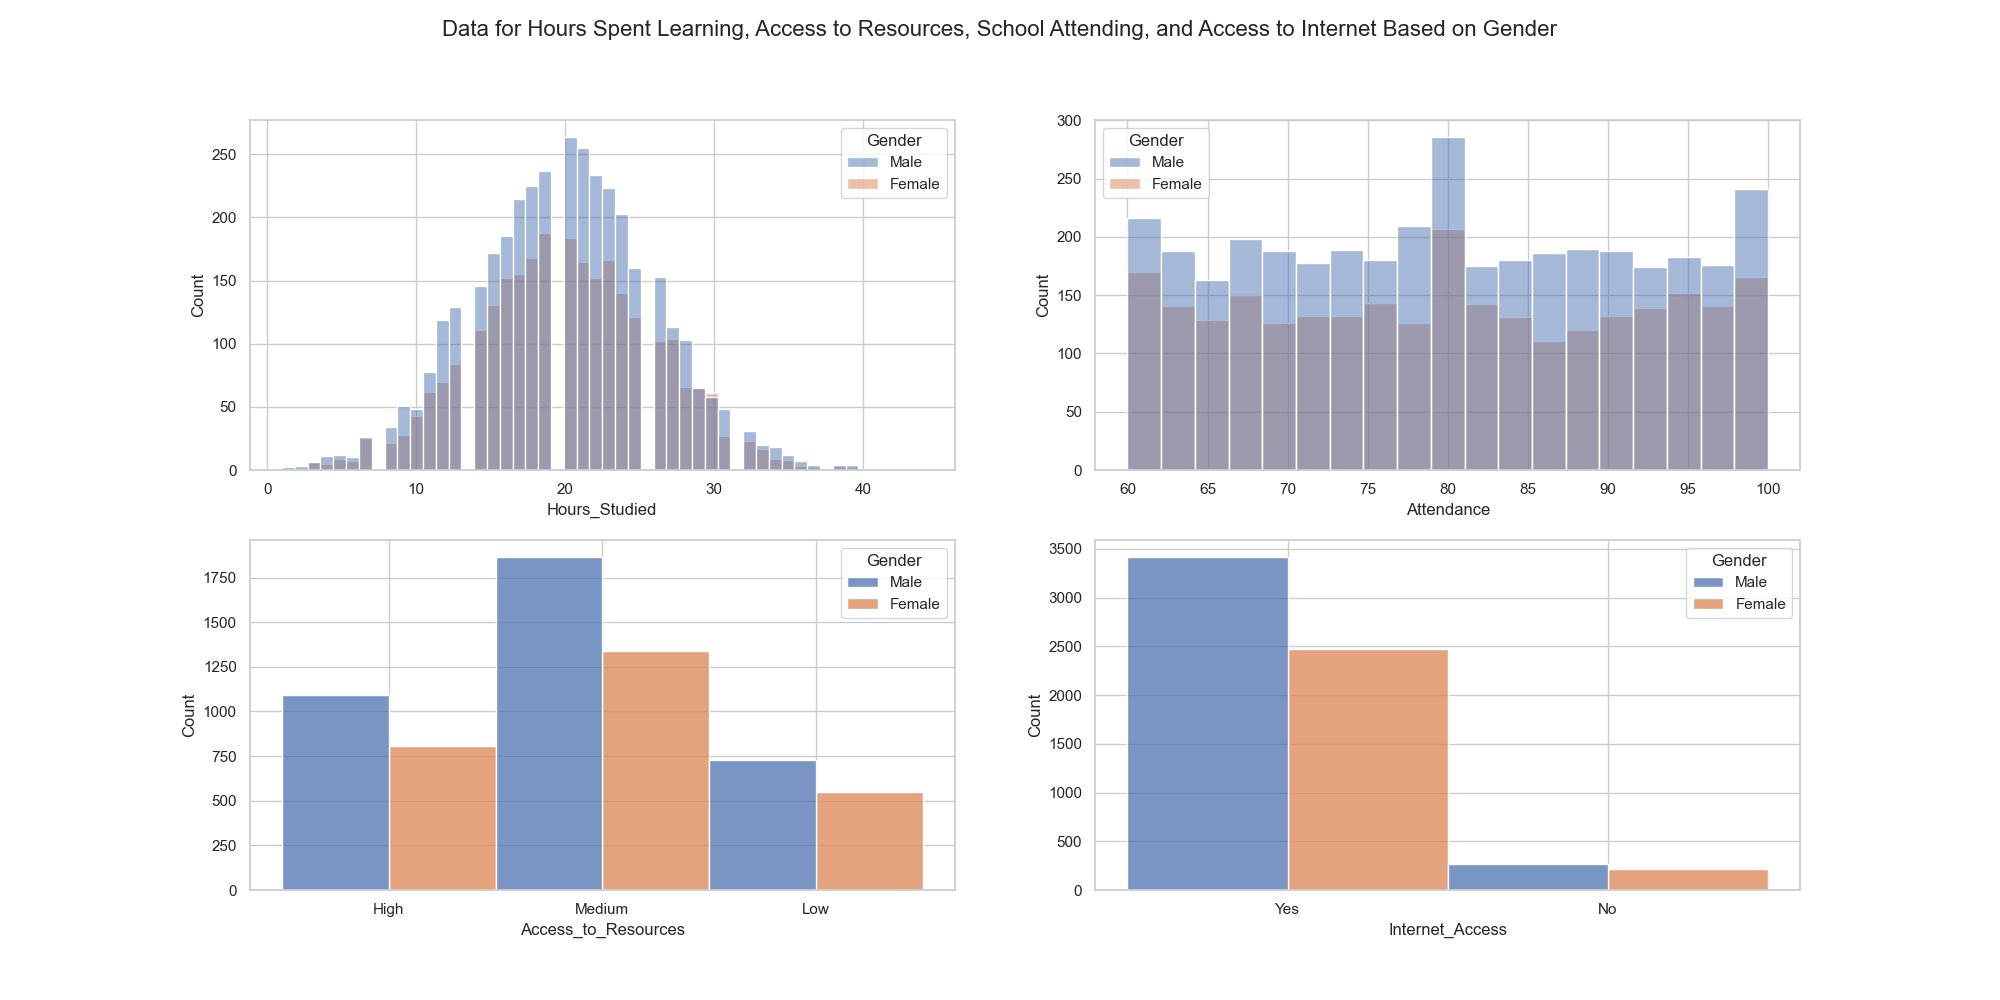 Data for Hours Spent Learning, Access to Resources, School Attending, and Access to Internet Based on Gender
Gender
Male
Female
Count
250
200
150
100
50
0
0 10 20 30 40
Hours_Studied
Gender
Male
Female
Count
300
250
200
150
100
50
0
60 65 70 75 80 85 90 95 100
Attendance
Gender
Male
Female
Count
1750
1500
1250
1000
750
500
250
0
High Medium Low
Access_to_Resources
Gender
Male
Female
Count
3500
3000
2500
2000
1500
1000
500
0
Yes No
Internet_Access